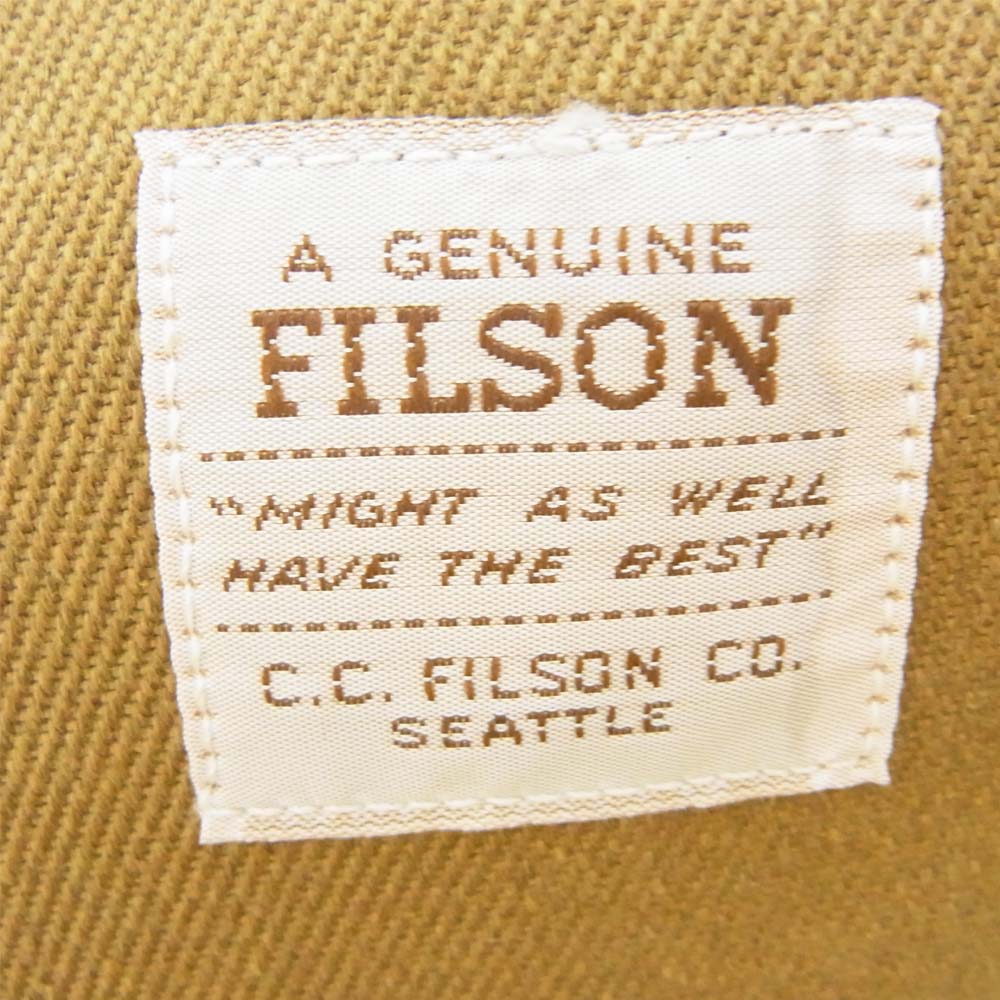 A GENUINE
FILSON
"MIGHT AS WELL
HAVE THE BEST"
C.C. FILSON CO.
SEATTLE